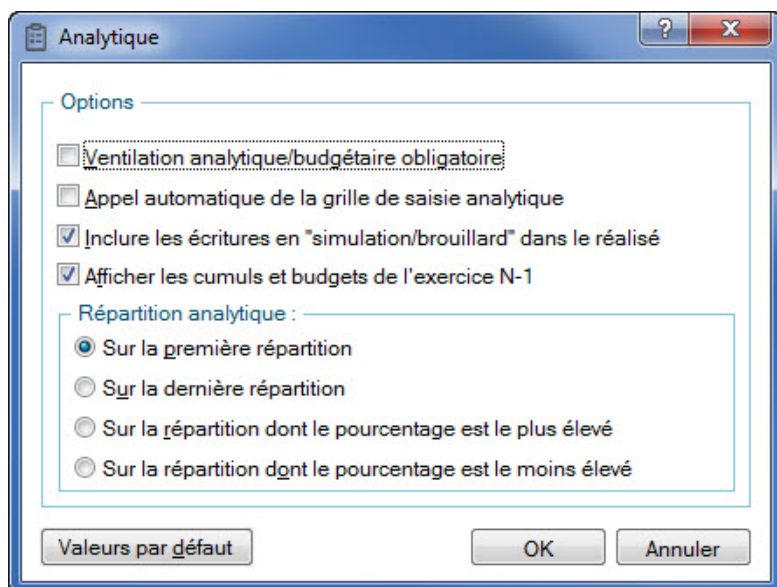 Analytique
?
X
Options
Ventilation analytique/budgétaire obligatoire
Appel automatique de la grille de saisie analytique
Inclure les écritures en "simulation/brouillard" dans le réalisé
Afficher les cumuls et budgets de l'exercice N-1
Répartition analytique :
Sur la première répartition
Sur la dernière répartition
Sur la répartition dont le pourcentage est le plus élevé
Sur la répartition dont le pourcentage est le moins élevé
Valeurs par défaut OK Annuler